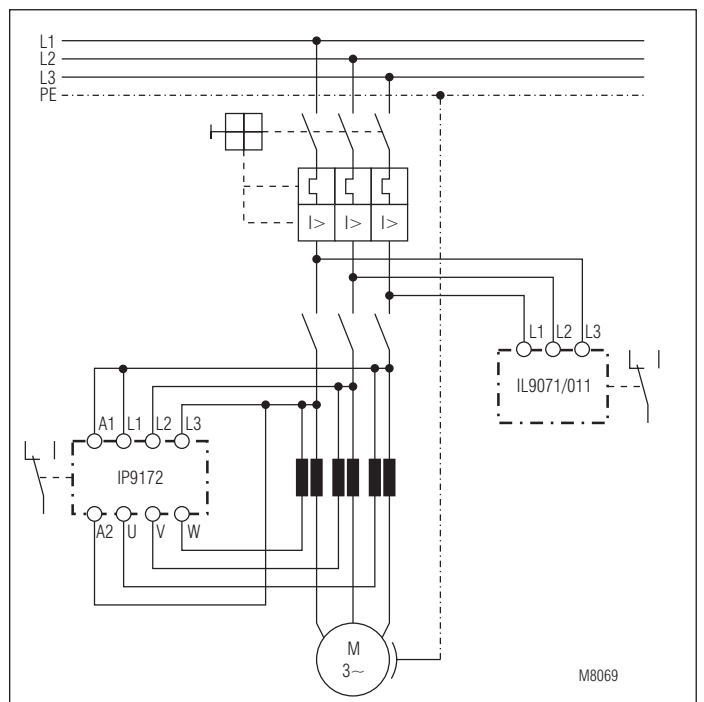 L1
L2
L3
PE
I> I> I>
L1 L2 L3
IL9071/011
A1 L1 L2 L3
IP9172
A2 U V W
M
3~
M8069